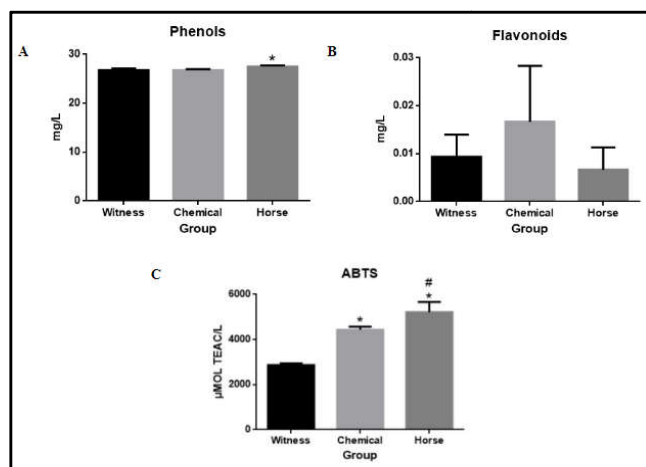 Phenols
A
*
30
20
10
0
mg/L
Witness Chemical Horse
Group
Flavonoids
B
0.03
0.01
0.01
0.00
mg/L
Witness Chemical Horse
Group
ABTS
C
#
*
*
6000
4000
2000
0
µMOL TEAC/L
Witness Chemical Horse
Group